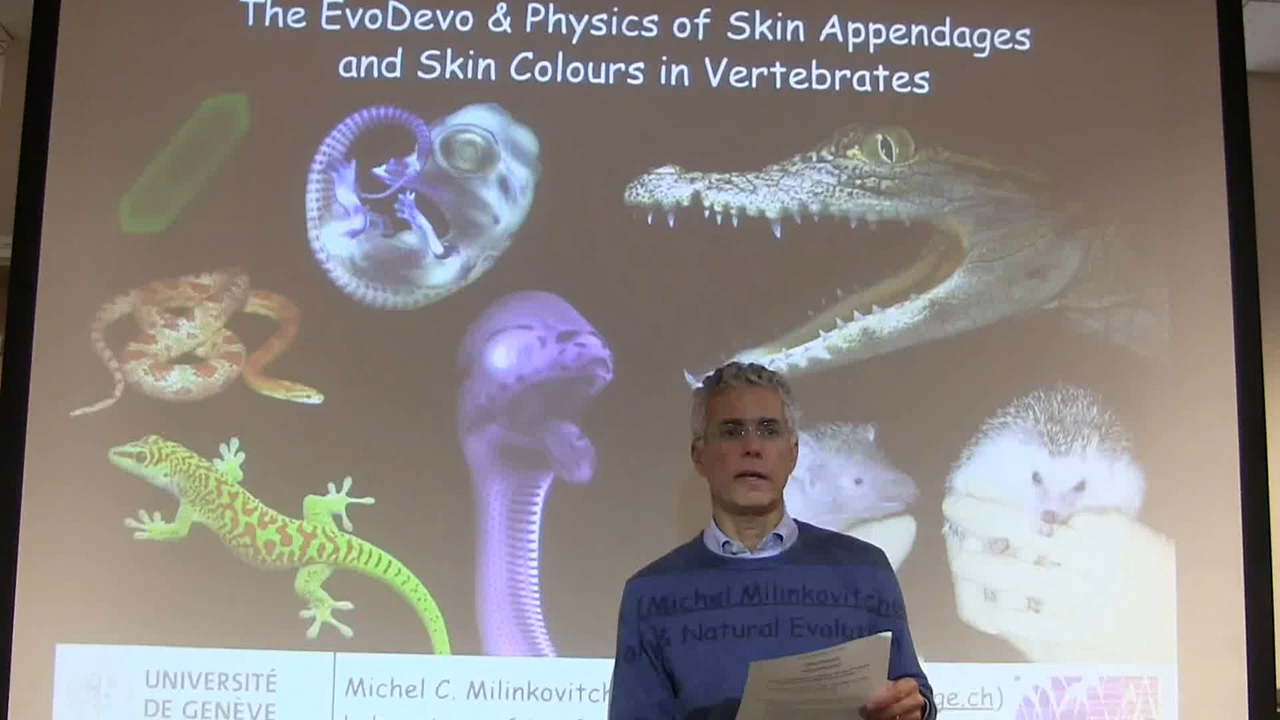 The EvoDevo & Physics of Skin Appendages
and Skin Colours in Vertebrates
UNIVERSITÉ
DE GENÈVE
Michel C. Milinkovitch
ge.ch)
(Michel Milinkovitch
& Natural